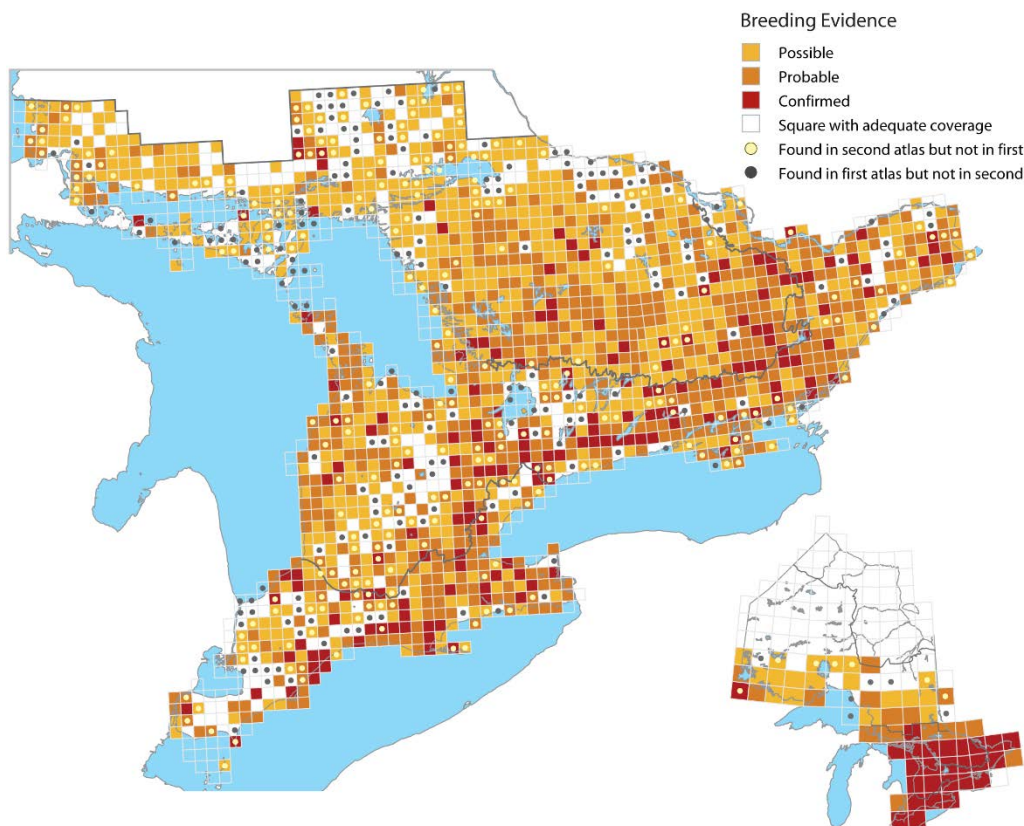 Breeding Evidence
Possible
Probable
Confirmed
Square with adequate coverage
Found in second atlas but not in first
Found in first atlas but not in second